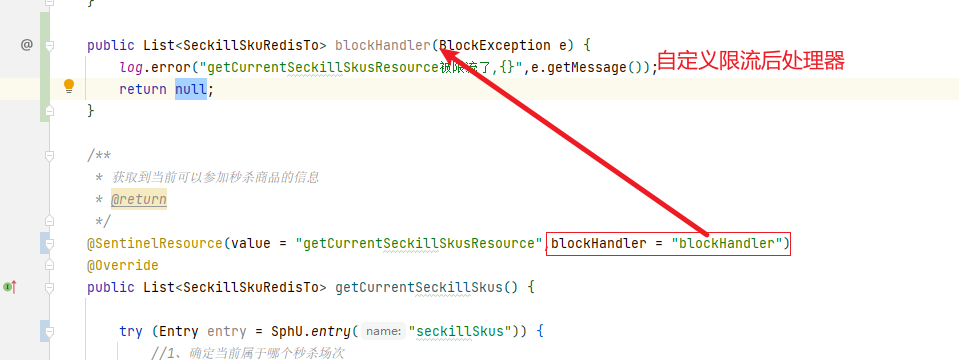 }
public List<SeckillSkuRedisTo> blockHandler(BlockException e) {
log.error("getCurrentSeckillSkusResource被限流了,{}",e.getMessage());
自定义限流后处理器
return null;
}
/**
* 获取到当前可以参加秒杀商品的信息
* @return
*/
@SentinelResource(value = "getCurrentSeckillSkusResource",blockHandler = "blockHandler")
@Override
public List<SeckillSkuRedisTo> getCurrentSeckillSkus() {
try (Entry entry = SphU.entry( name: "seckillSkus")) {
//1、确定当前属于哪个秒杀场次